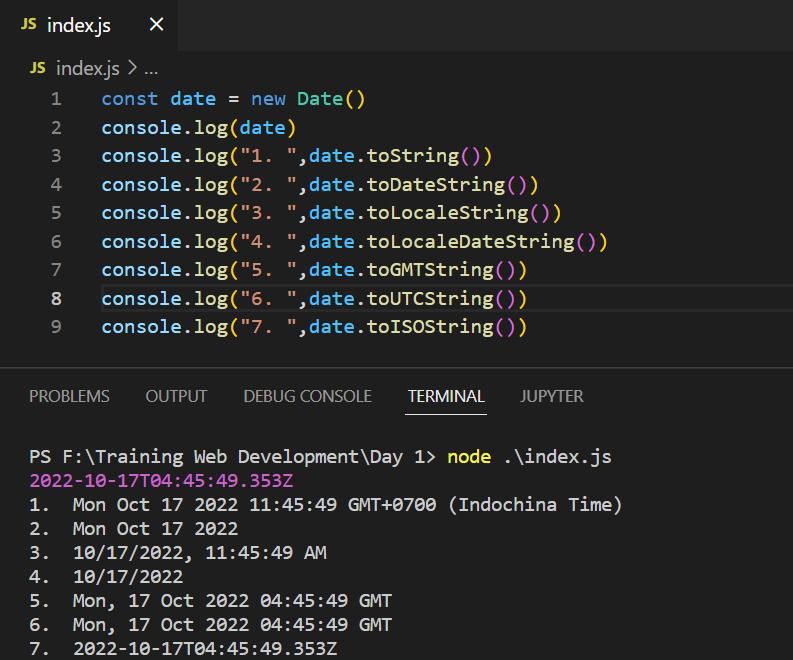 JS index.js ×
JS index.js > ...
1 const date = new Date()
2 console.log(date)
3 console.log("1. ",date.toString())
4 console.log("2. ",date.toDateString())
5 console.log("3. ",date.toLocaleString())
6 console.log("4. ",date.toLocaleDateString())
7 console.log("5. ",date.toGMTString())
8 console.log("6. ",date.toUTCString())
9 console.log("7. ",date.toISOString())
PROBLEMS OUTPUT DEBUG CONSOLE TERMINAL JUPYTER
PS F:\Training Web Development\Day 1> node .\index.js
2022-10-17T04:45:49.353Z
1.  Mon Oct 17 2022 11:45:49 GMT+0700 (Indochina Time)
2.  Mon Oct 17 2022
3.  10/17/2022, 11:45:49 AM
4.  10/17/2022
5.  Mon, 17 Oct 2022 04:45:49 GMT
6.  Mon, 17 Oct 2022 04:45:49 GMT
7.  2022-10-17T04:45:49.353Z